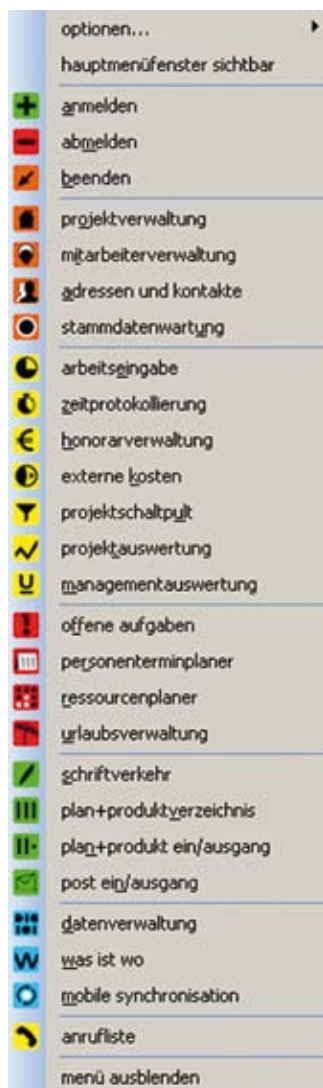 optionen...
hauptmenüfenster sichtbar
anmelden
abmelden
beenden
projektverwaltung
mitarbeiterverwaltung
adressen und kontakte
stammdatenwartung
arbeitseingabe
zeitprotokollierung
honorarverwaltung
externe kosten
projektschaltpult
projektauswertung
managementauswertung
offene aufgaben
personenterminplaner
ressourcenplaner
urlaubsverwaltung
schriftverkehr
plan+produktverzeichnis
plan+produkt ein/ausgang
post ein/ausgang
datenverwaltung
was ist wo
mobile synchronisation
anrufliste
menü ausblenden